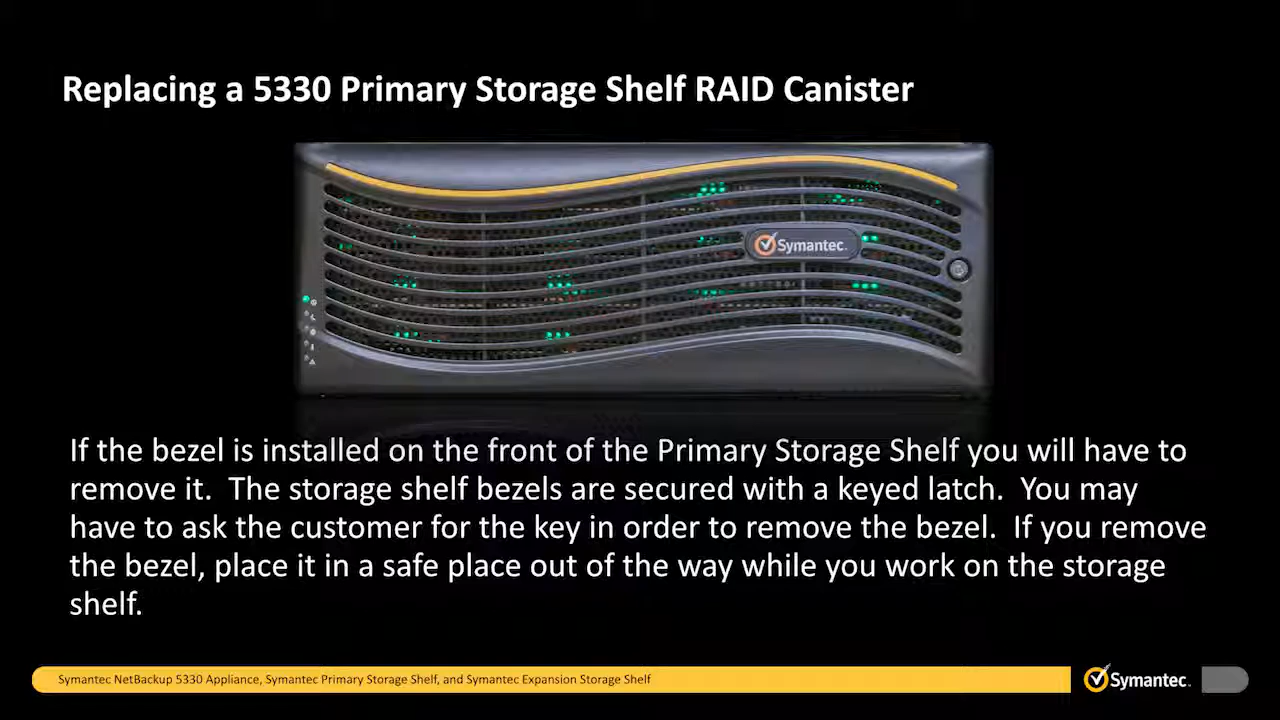 Replacing a 5330 Primary Storage Shelf RAID Canister
Symantec.
If the bezel is installed on the front of the Primary Storage Shelf you will have to
remove it.  The storage shelf bezels are secured with a keyed latch.  You may
have to ask the customer for the key in order to remove the bezel.  If you remove
the bezel, place it in a safe place out of the way while you work on the storage
shelf.
Symantec NetBackup 5330 Appliance, Symantec Primary Storage Shelf, and Symantec Expansion Storage Shelf
Symantec.